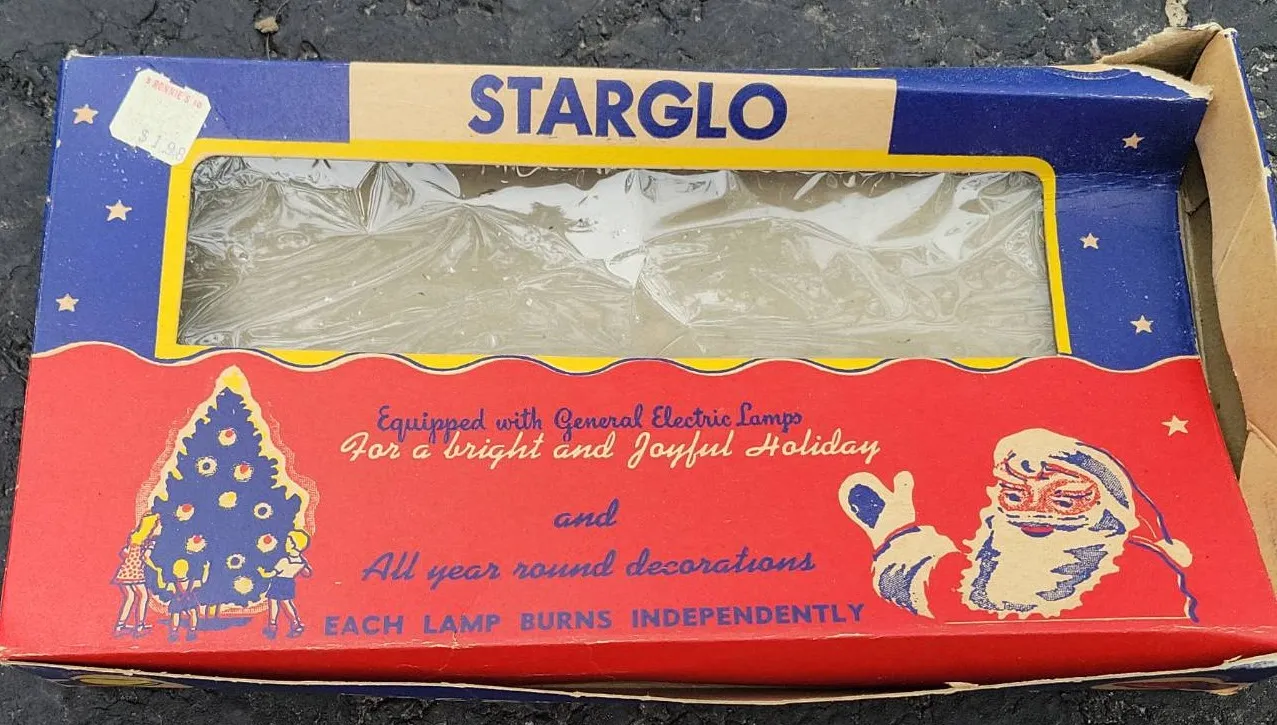 STARGLO
$1.98
Equipped with General Electric Lamps
For a bright and Joyful Holiday
and
All year round decorations
EACH LAMP BURNS INDEPENDENTLY